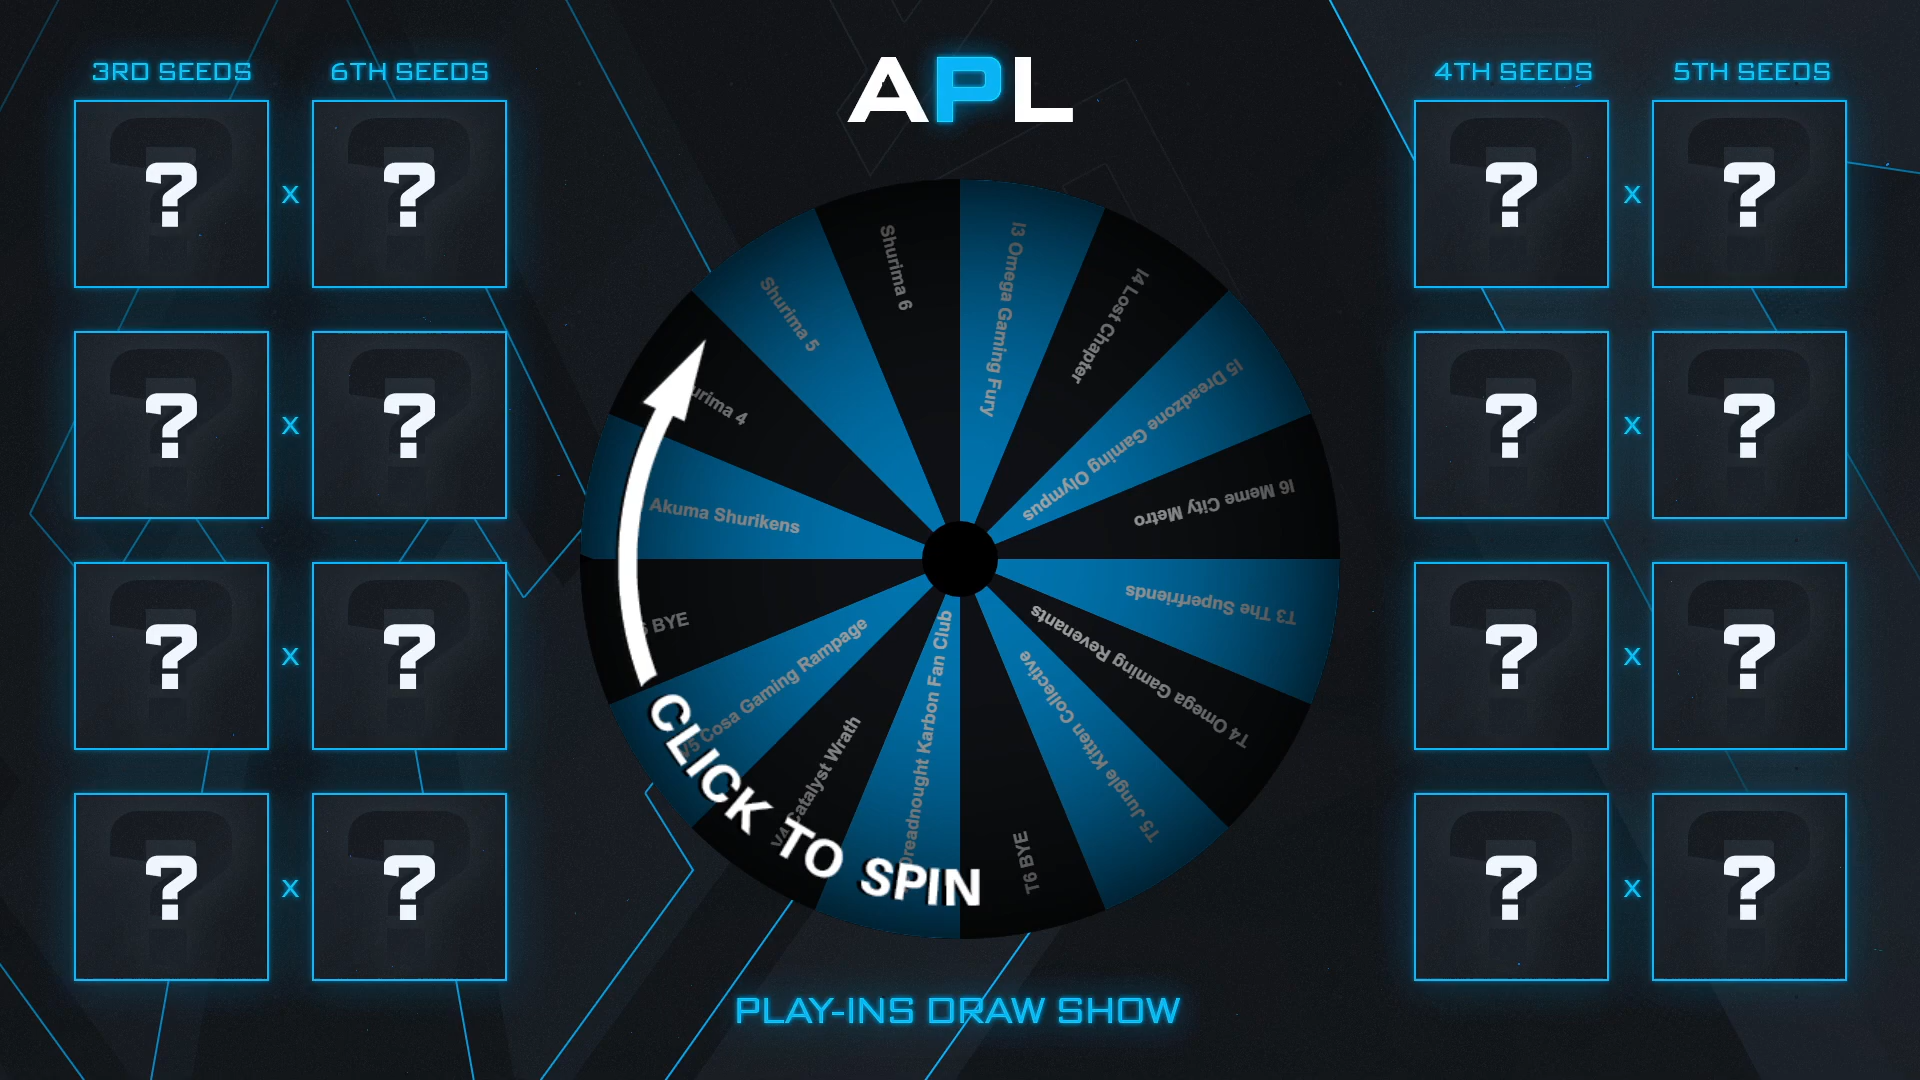 3RD SEEDS
6TH SEEDS
APL
4TH SEEDS
5TH SEEDS
?
x
?
?
x
?
?
x
?
?
x
?
?
x
?
?
x
?
?
x
?
?
x
?
I3 Omega Gaming Fury
I4 Lost Chapter
I5 Dreadzone Gaming Olympus
I6 Meme City Metro
T3 The Superfriends
T4 Omega Gaming Revenants
T5 Jungle Kitten Collective
T6 BYE
Dreadnought Karbon Fan Club
V4 Catalyst Wrath
V5 Cosa Gaming Rampage
BYE
Akuma Shurikens
4
Shurima 5
Shurima 6
CLICK TO SPIN
PLAY-INS DRAW SHOW